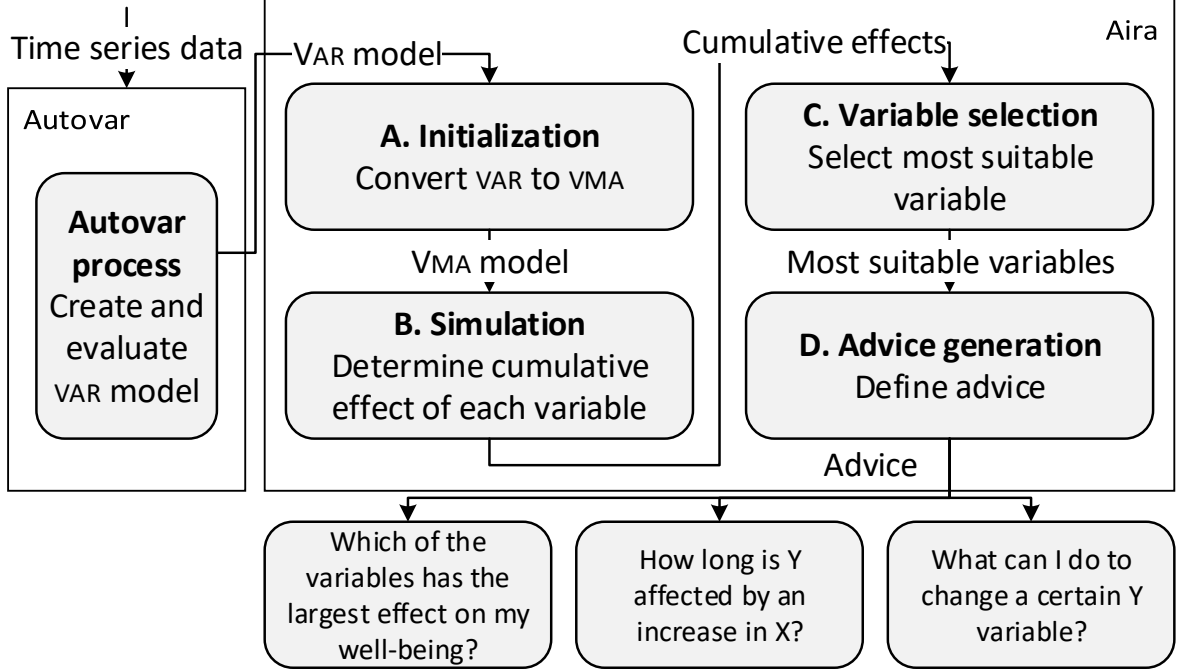 Time series data
Autovar
Autovar
process
Create and
evaluate
VAR model
Aira
VAR model
A. Initialization
Convert VAR to VMA
VMA model
B. Simulation
Determine cumulative
effect of each variable
Cumulative effects
C. Variable selection
Select most suitable
variable
Most suitable variables
D. Advice generation
Define advice
Advice
Which of the
variables has the
largest effect on my
well-being?
How long is Y
affected by an
increase in X?
What can I do to
change a certain Y
variable?